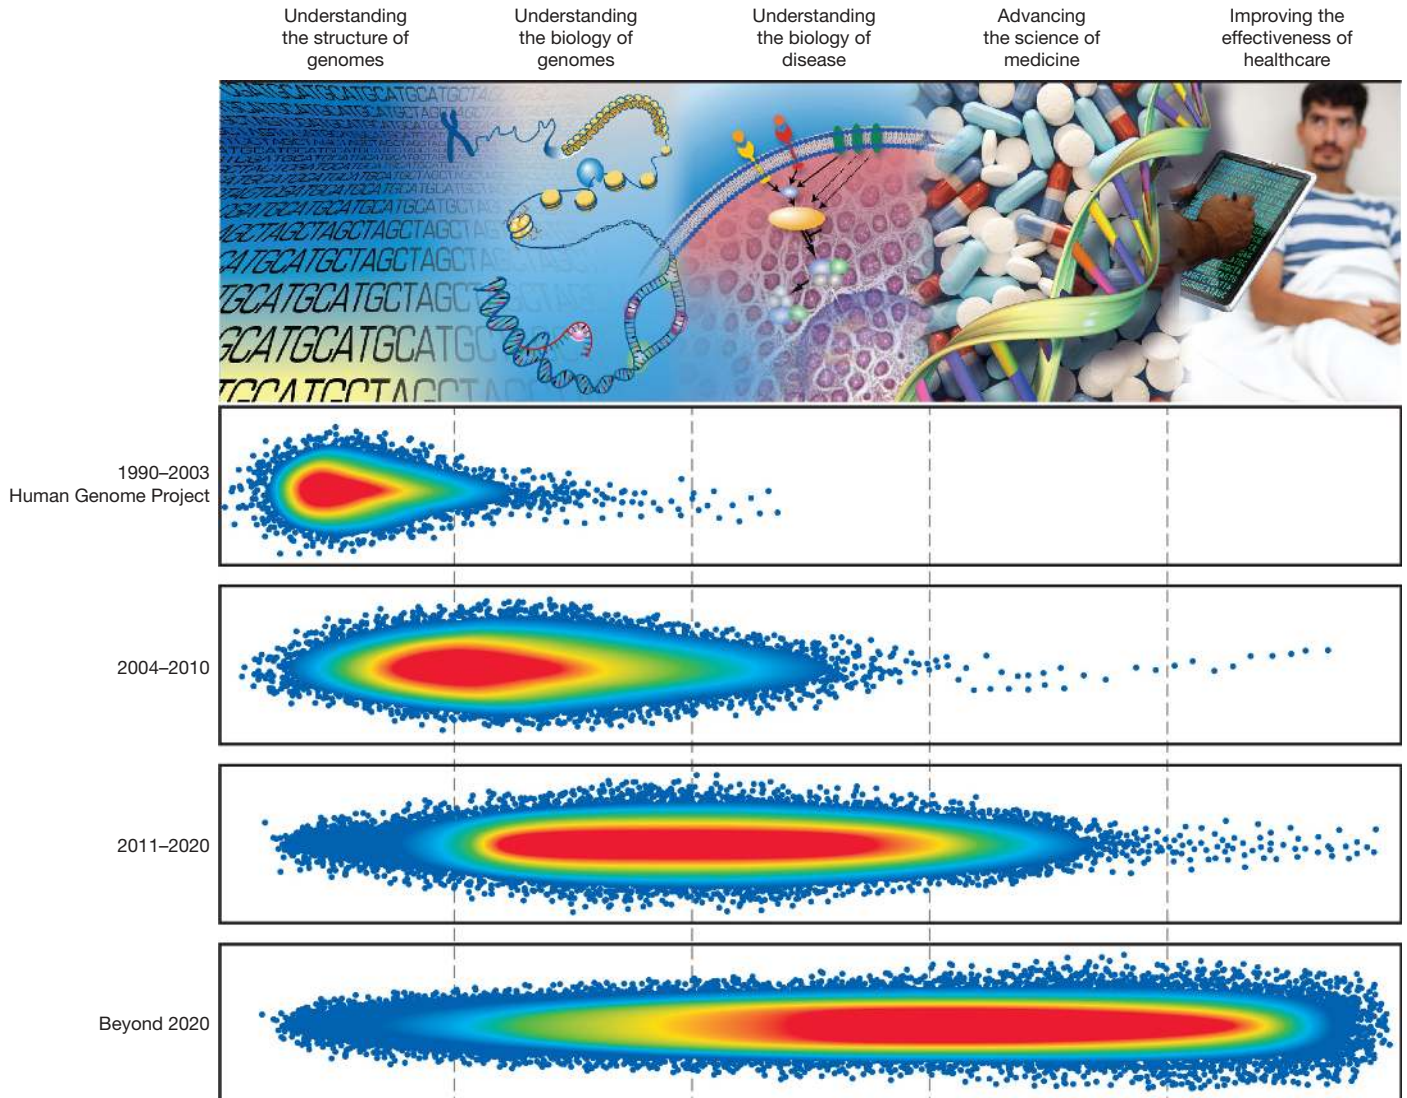 Understanding
the structure of
genomes
Understanding
the biology of
genomes
Understanding
the biology of
disease
Advancing
the science of
medicine
Improving the
effectiveness of
healthcare
1990–2003
Human Genome Project
2004–2010
2011–2020
Beyond 2020